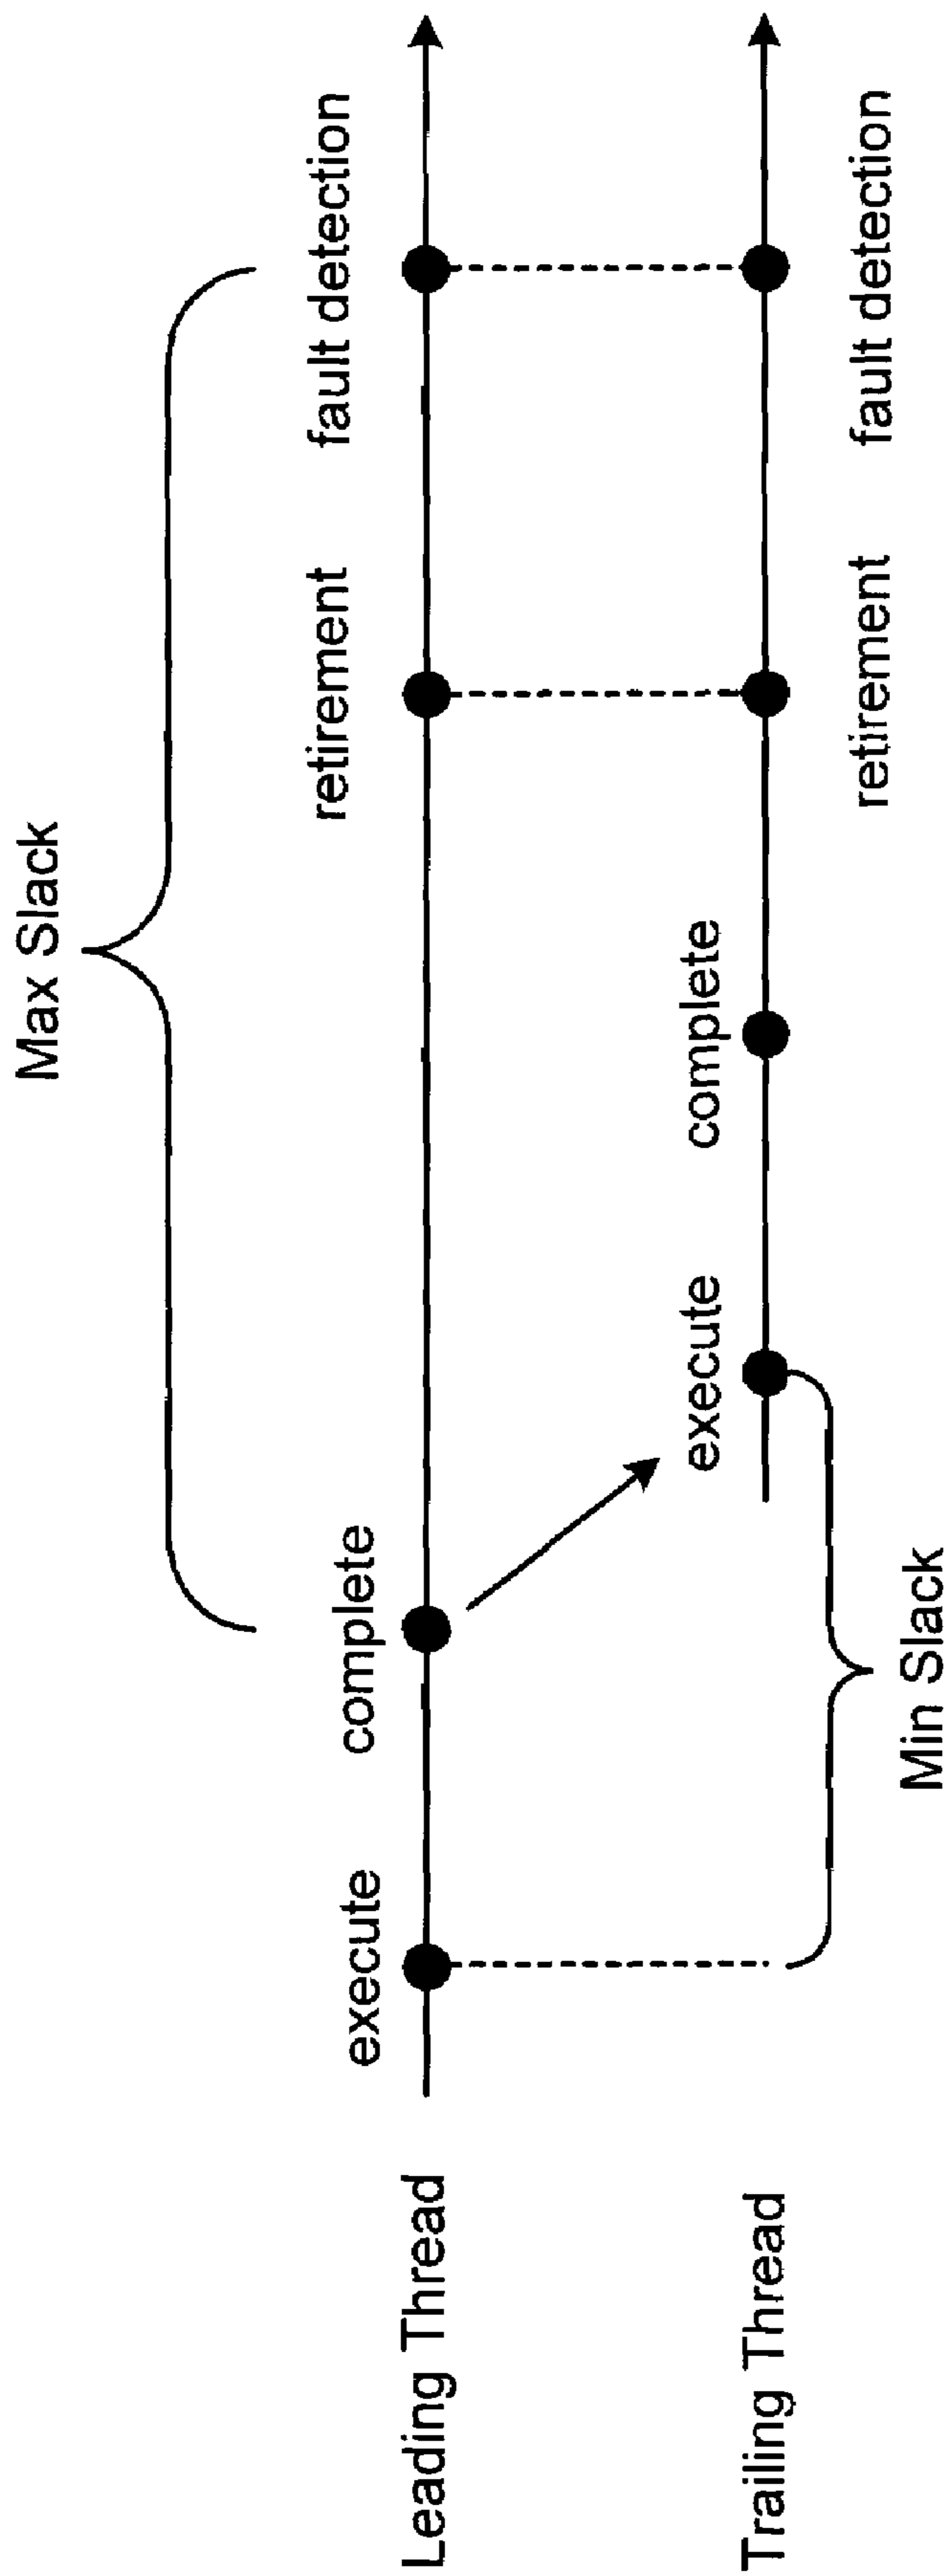 Max Slack
execute
complete
retirement
fault detection
Leading Thread
execute
complete
Trailing Thread
retirement
fault detection
Min Slack